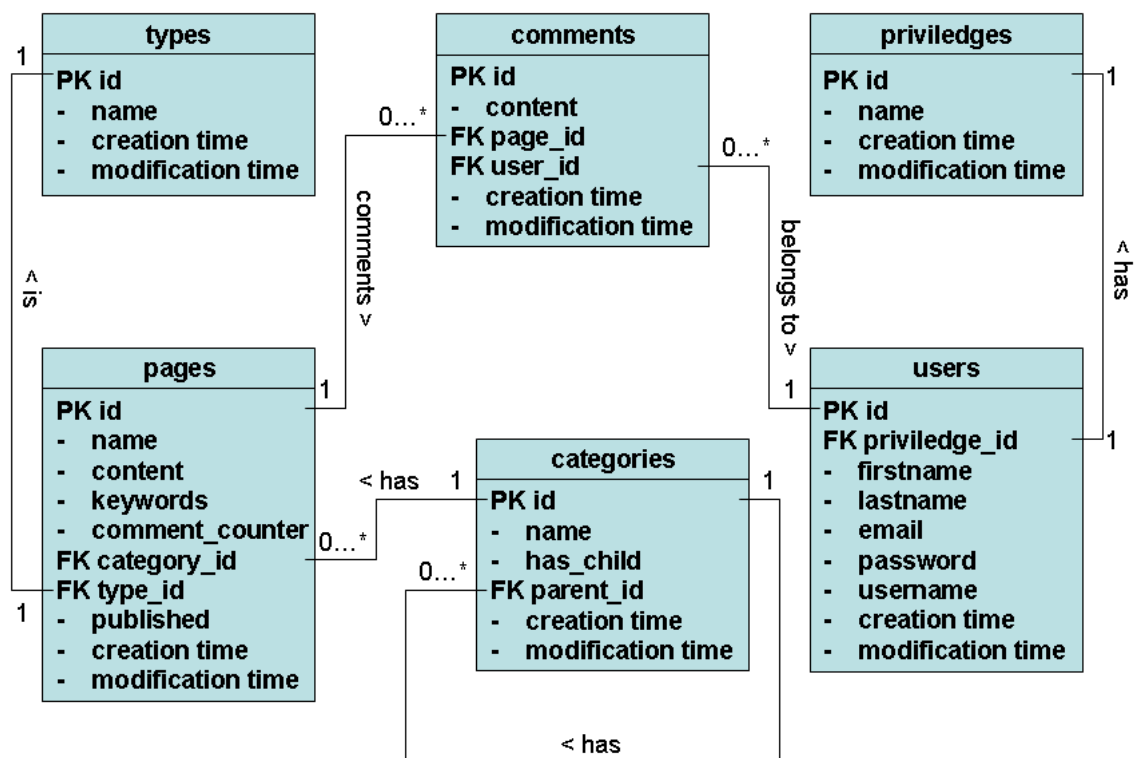 types
1
PK id
- name
- creation time
- modification time
comments
PK id
- content
0...* FK page_id
FK user_id 0...*
- creation time
- modification time
priviledges
PK id 1
- name
- creation time
- modification time
< is
comments >
belongs to >
< has
pages
PK id 1
- name
- content
- keywords
- comment_counter
FK category_id 0...*
FK type_id
1
- published
- creation time
- modification time
< has
categories
1 PK id 1
- name
- has_child
0...* FK parent_id
- creation time
- modification time
< has
users
1 PK id
FK priviledge_id 1
- firstname
- lastname
- email
- password
- username
- creation time
- modification time